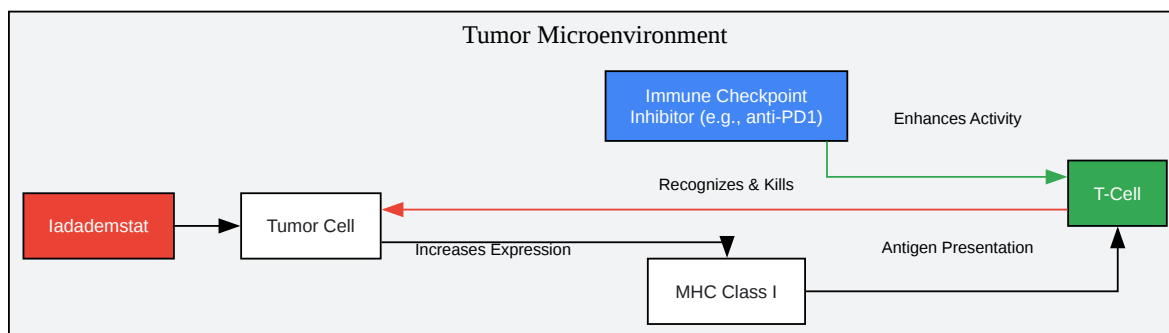 Tumor Microenvironment
Immune Checkpoint
Inhibitor (e.g., anti-PD1)
Enhances Activity
Recognizes & Kills
T-Cell
Iadademstat
Tumor Cell
Increases Expression
Antigen Presentation
MHC Class I